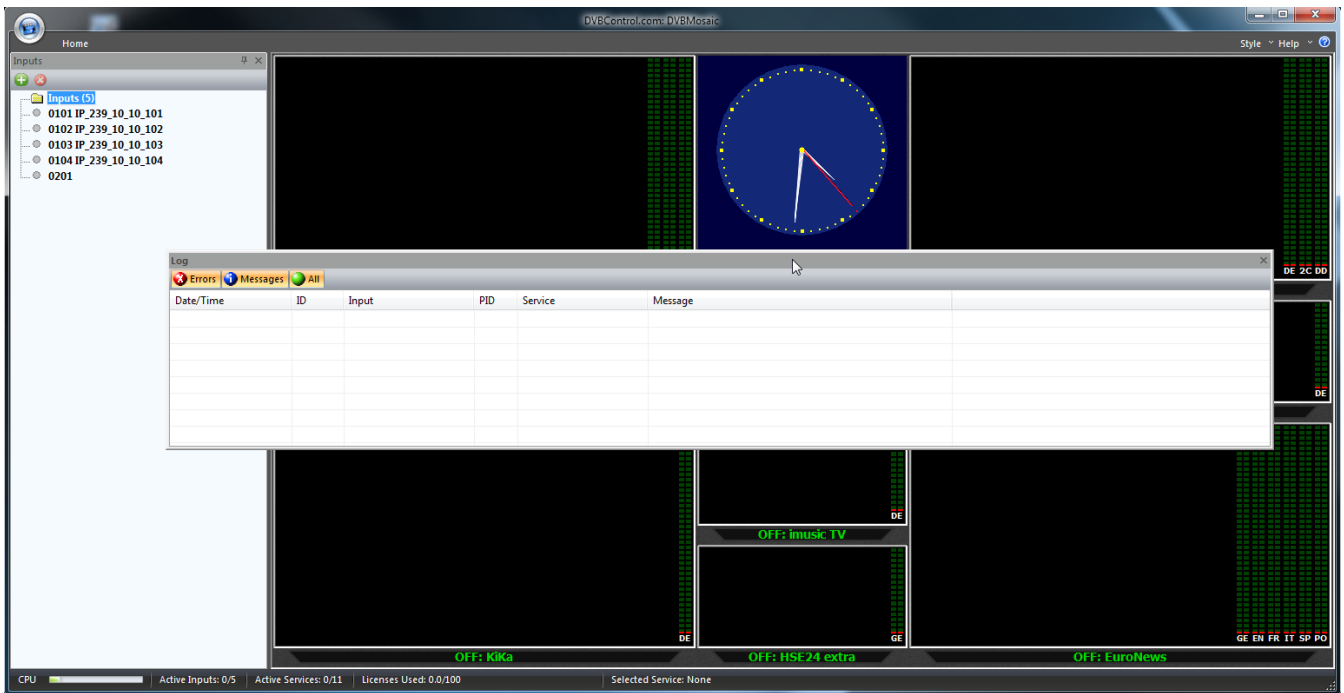 DVBControl.com: DVBMosaic
Home
Style Help
Inputs
Inputs (5)
0101 IP_239_10_10_101
0102 IP_239_10_10_102
0103 IP_239_10_10_103
0104 IP_239_10_10_104
0201
DE 2C DD
Log
Errors Messages All
Date/Time ID Input PID Service Message
DE
DE
OFF: imusic TV
DE
GE
GE EN FR IT SP PO
OFF: KiKa
OFF: HSE24 extra
OFF: EuroNews
CPU Active Inputs: 0/5 Active Services: 0/11 Licenses Used: 0.0/100 Selected Service: None